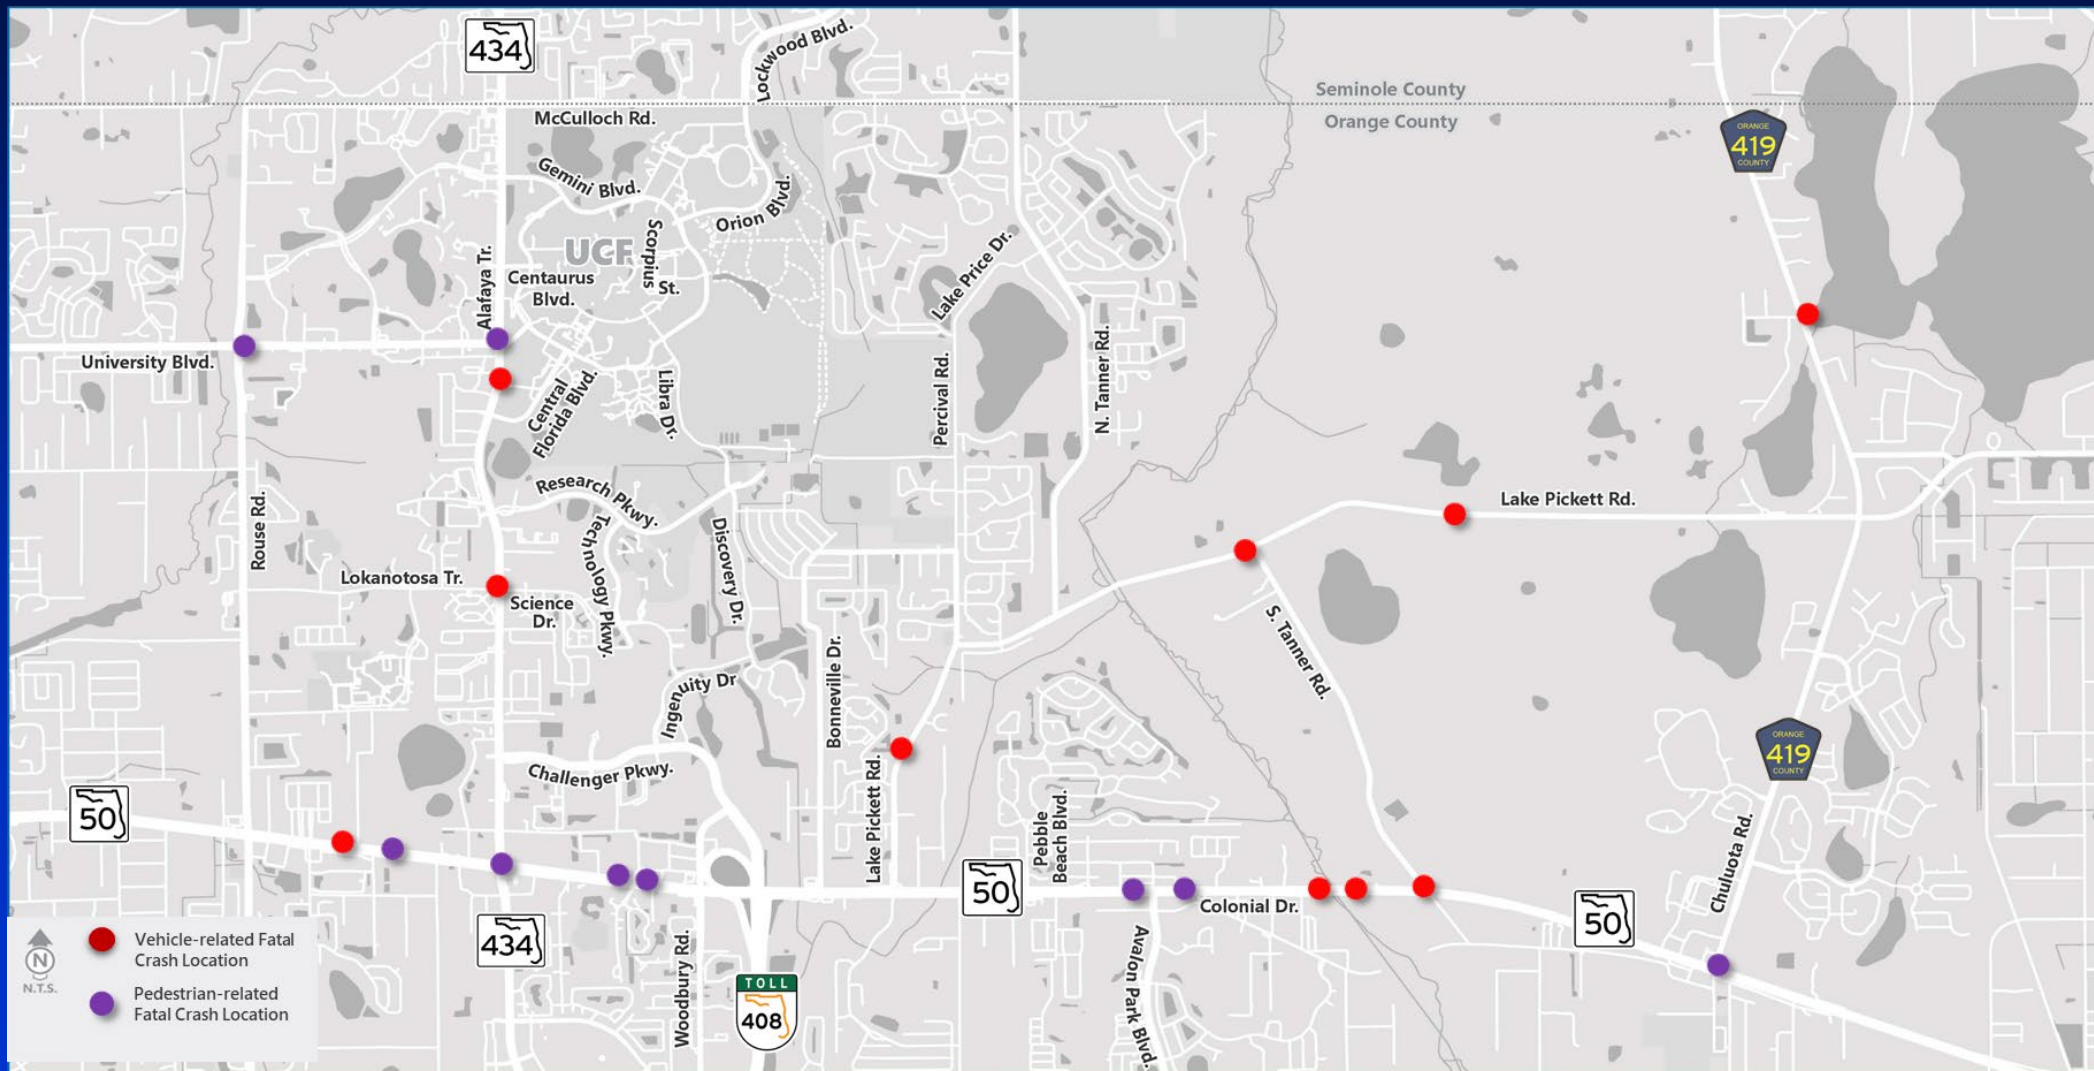 434
Lockwood Blvd.
McCulloch Rd.
Seminole County
Orange County
ORANGE
419
COUNTY
Gemini Blvd.
Orion Blvd.
UCF
Scorpius
St.
Alafaya Tr.
Centaurus
Blvd.
Lake Price Dr.
University Blvd.
Central
Florida Blvd.
Libra Dr.
Percival Rd.
N. Tanner Rd.
Rouse Rd.
Research Pkwy.
Technology Pkwy.
Discovery Dr.
Lake Pickett Rd.
Lokanotosa Tr.
Science
Dr.
S. Tanner Rd.
Bonneville Dr.
Ingenuity Dr
Challenger Pkwy.
ORANGE
419
COUNTY
50
Lake Pickett Rd.
Pebble
Beach Blvd.
50
Colonial Dr.
50
Chuluota Rd.
434
Woodbury Rd.
Avalon Park Blvd.
TOLL
408
N
N.T.S.
Vehicle-related Fatal
Crash Location
Pedestrian-related
Fatal Crash Location